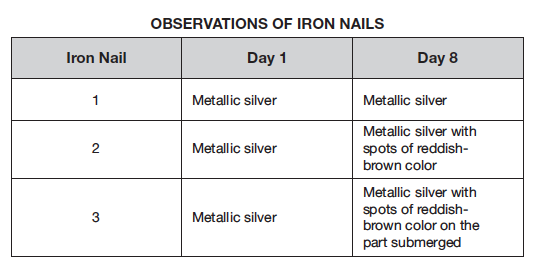 OBSERVATIONS OF IRON NAILS
Iron Nail Day 1 Day 8
1 Metallic silver Metallic silver
2 Metallic silver Metallic silver with
spots of reddish-
brown color
3 Metallic silver Metallic silver with
spots of reddish-
brown color on the
part submerged